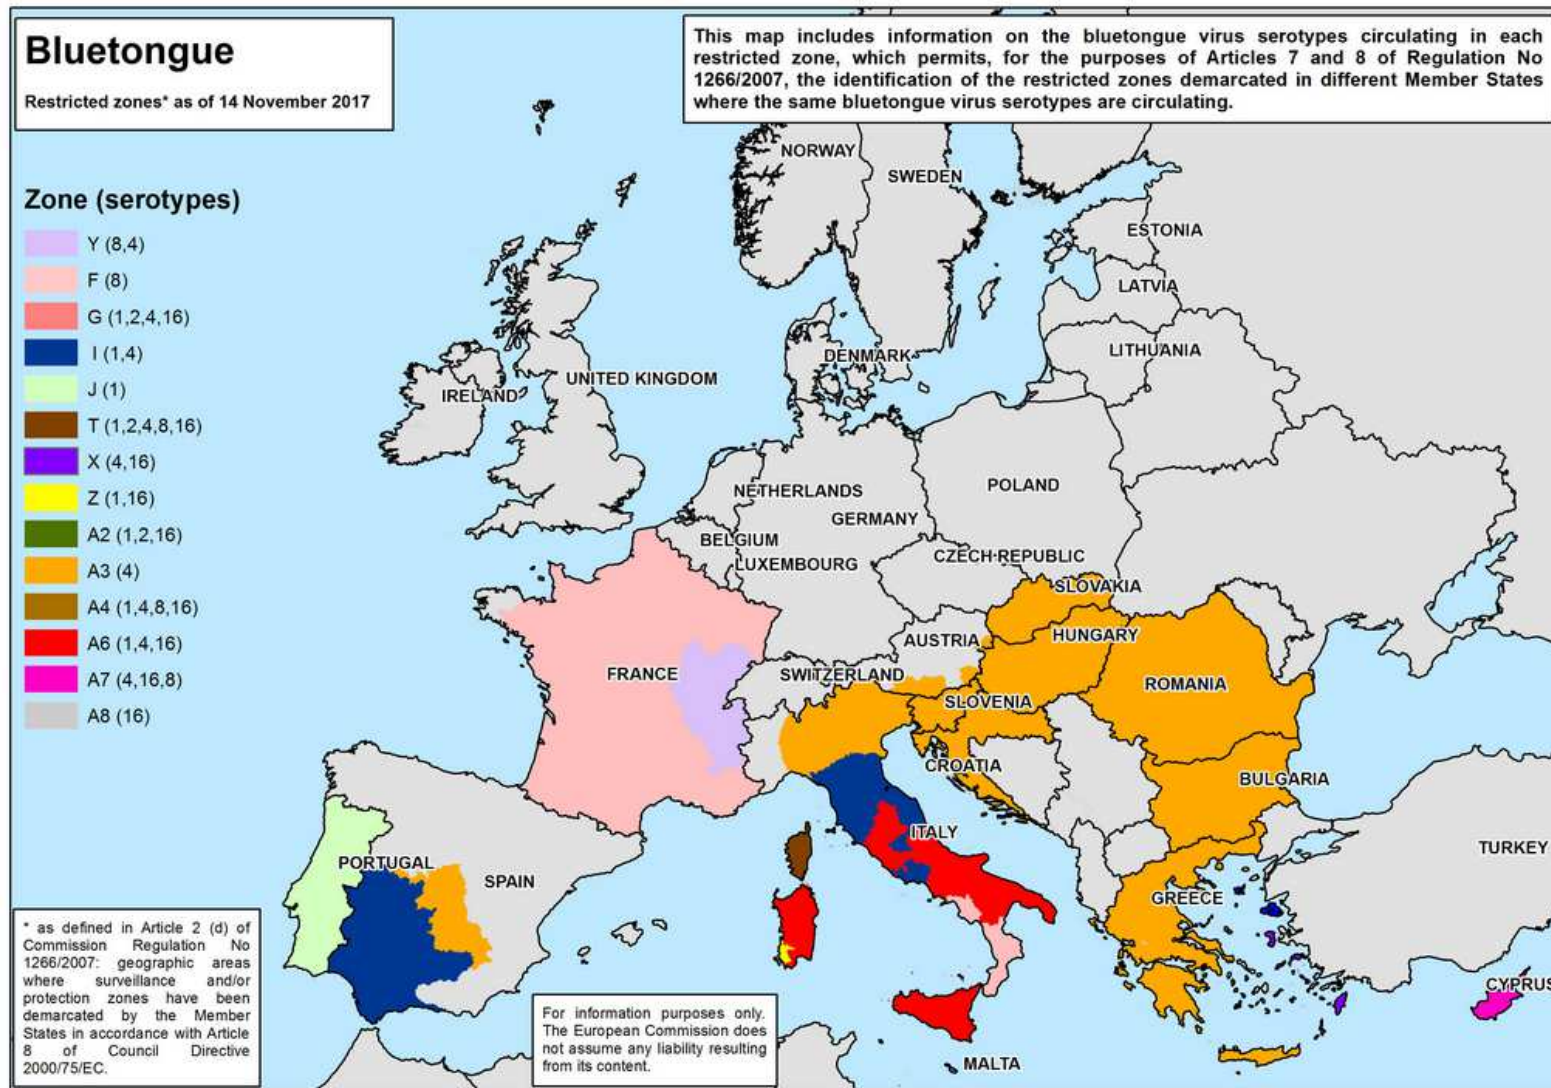 Bluetongue
Restricted zones* as of 14 November 2017
This map includes information on the bluetongue virus serotypes circulating in each
restricted zone, which permits, for the purposes of Articles 7 and 8 of Regulation No
1266/2007, the identification of the restricted zones demarcated in different Member States
where the same bluetongue virus serotypes are circulating.
Zone (serotypes)
Y (8,4)
F (8)
G (1,2,4,16)
I (1,4)
J (1)
T (1,2,4,8,16)
X (4,16)
Z (1,16)
A2 (1,2,16)
A3 (4)
A4 (1,4,8,16)
A6 (1,4,16)
A7 (4,16,8)
A8 (16)
NORWAY
SWEDEN
ESTONIA
LATVIA
LITHUANIA
DENMARK
UNITED KINGDOM
IRELAND
NETHERLANDS
POLAND
GERMANY
BELGIUM
CZECH REPUBLIC
LUXEMBOURG
SLOVAKIA
AUSTRIA
HUNGARY
FRANCE
SWITZERLAND
ROMANIA
SLOVENIA
CROATIA
BULGARIA
ITALY
TURKEY
PORTUGAL
SPAIN
GREECE
CYPRUS
MALTA
* as defined in Article 2 (d) of
Commission Regulation No
1266/2007: geographic areas
where surveillance and/or
protection zones have been
demarcated by the Member
States in accordance with Article
8 of Council Directive
2000/75/EC.
For information purposes only.
The European Commission does
not assume any liability resulting
from its content.